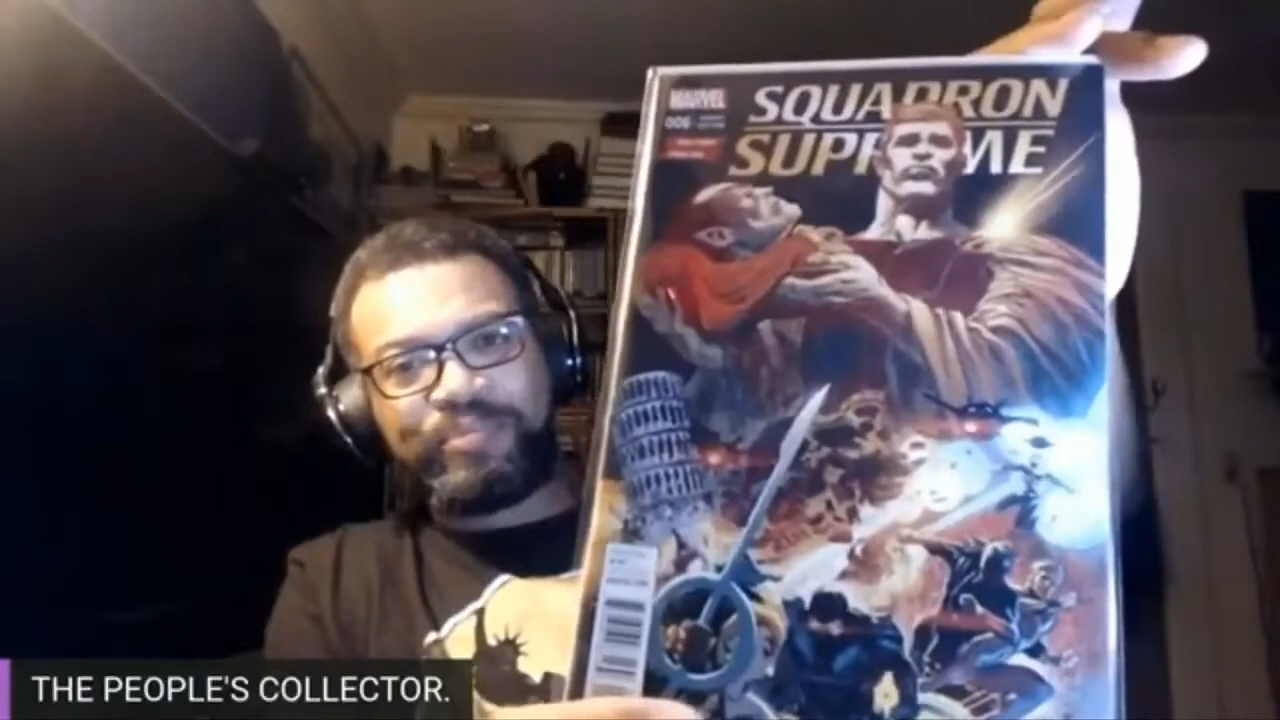 MARVEL
SQUADRON
006
SUPREME
THE PEOPLE'S COLLECTOR.